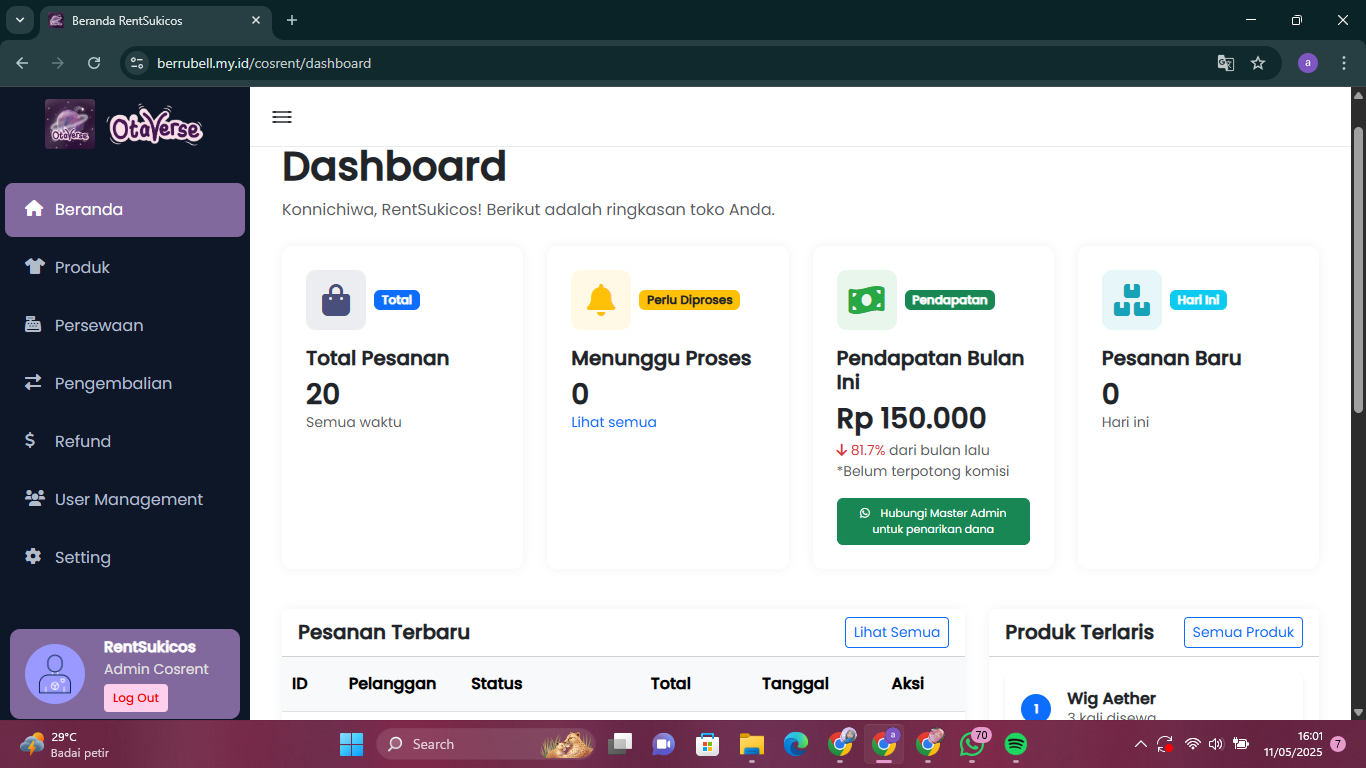 Beranda RentSukicos
berrubell.my.id/cosrent/dashboard
a
OtaVerse
OtaVerse
Beranda
Produk
Persewaan
Pengembalian
Refund
User Management
Setting
RentSukicos
Admin Cosrent
Log Out
Dashboard
Konnichiwa, RentSukicos! Berikut adalah ringkasan toko Anda.
Total
Total Pesanan
20
Semua waktu
Perlu Diproses
Menunggu Proses
0
Lihat semua
Pendapatan
Pendapatan Bulan
Ini
Rp 150.000
81.7% dari bulan lalu
*Belum terpotong komisi
Hubungi Master Admin
untuk penarikan dana
Hari Ini
Pesanan Baru
0
Hari ini
Pesanan Terbaru
Lihat Semua
ID Pelanggan Status Total Tanggal Aksi
Produk Terlaris
Semua Produk
1
Wig Aether
3 kali disewa
29°C
Badai petir
Search
a
70
16:01
11/05/2025
7